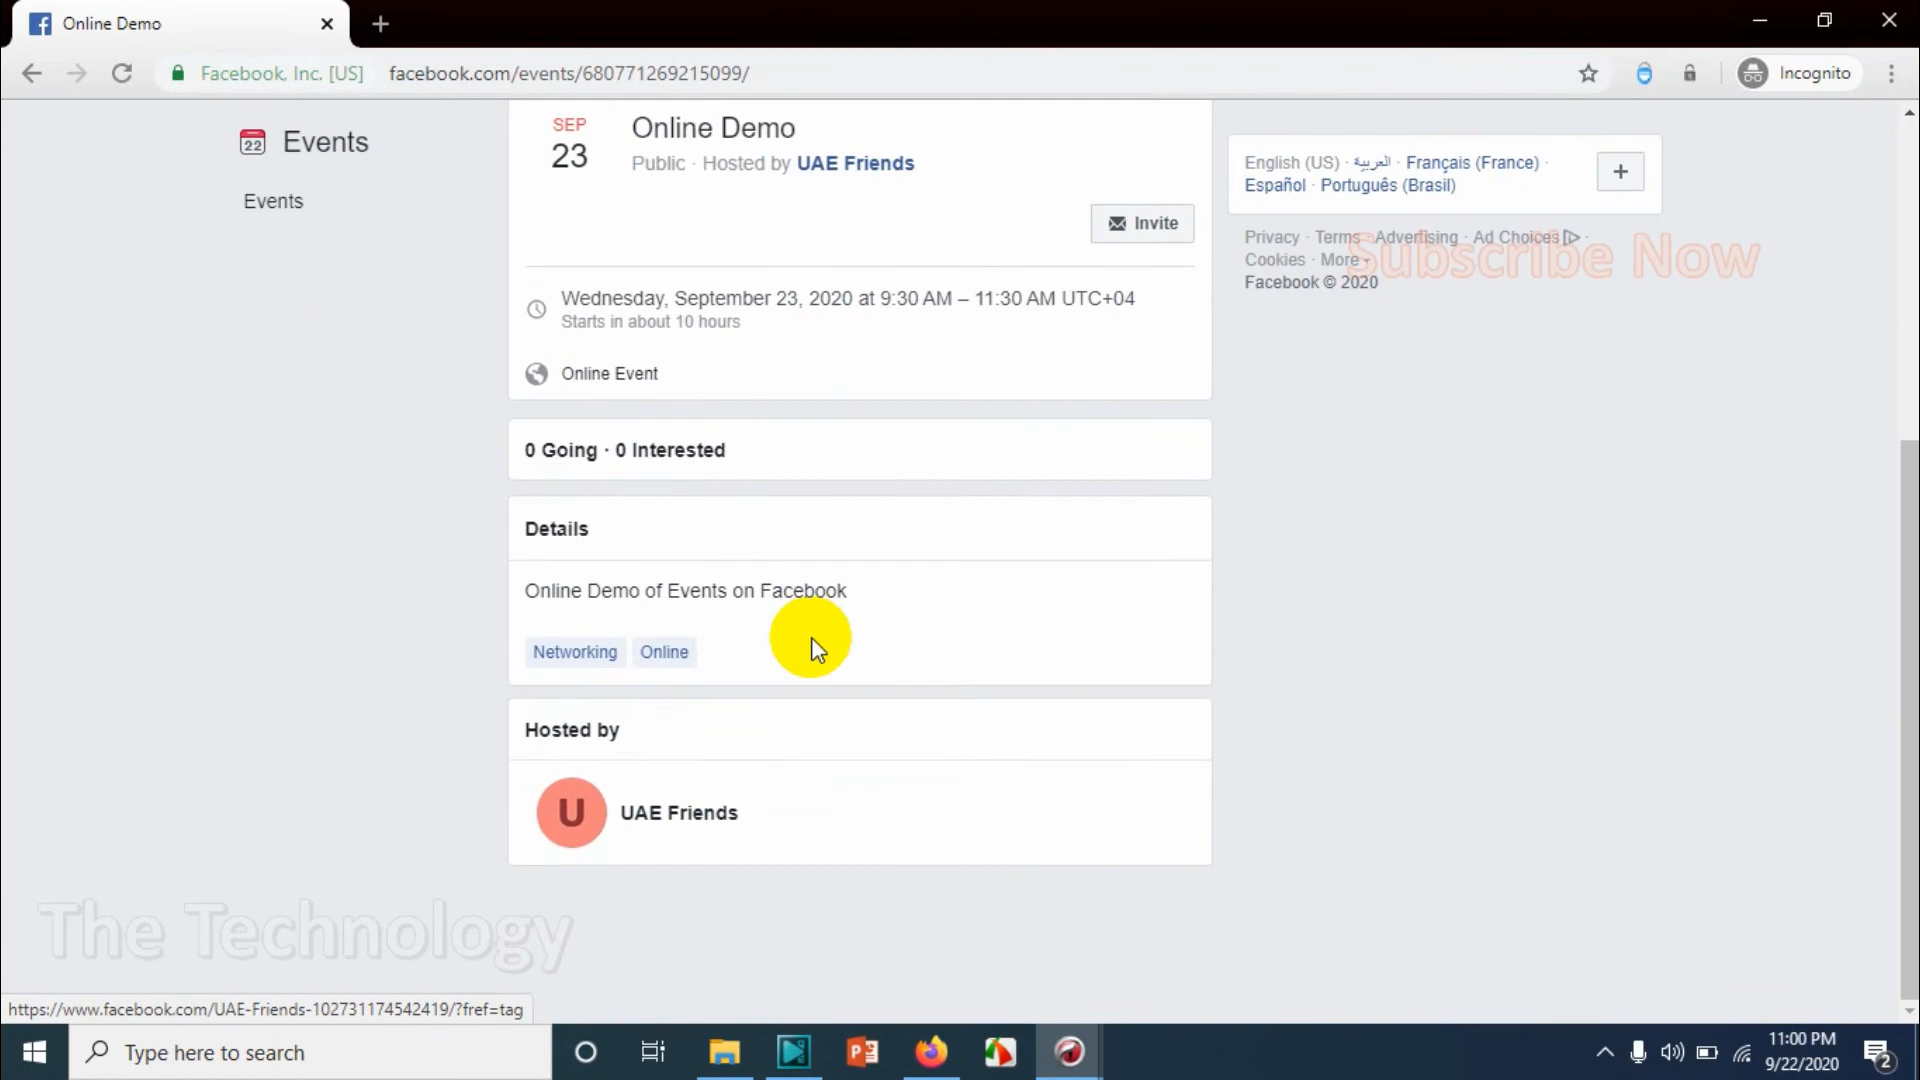 Online Demo
Facebook, Inc. [US]
facebook.com/events/680771269215099/
Incognito
22
Events
Events
SEP
23
Online Demo
Public · Hosted by UAE Friends
Invite
Wednesday, September 23, 2020 at 9:30 AM – 11:30 AM UTC+04
Starts in about 10 hours
Online Event
0 Going · 0 Interested
Details
Online Demo of Events on Facebook
Networking
Online
Hosted by
U
UAE Friends
English (US) · العربية · Français (France) ·
Español · Português (Brasil)
Privacy · Terms · Advertising · Ad Choices ·
Cookies · More
Facebook © 2020
Subscribe Now
The Technology
https://www.facebook.com/UAE-Friends-102731174542419/?fref=tag
Type here to search
11:00 PM
9/22/2020
2